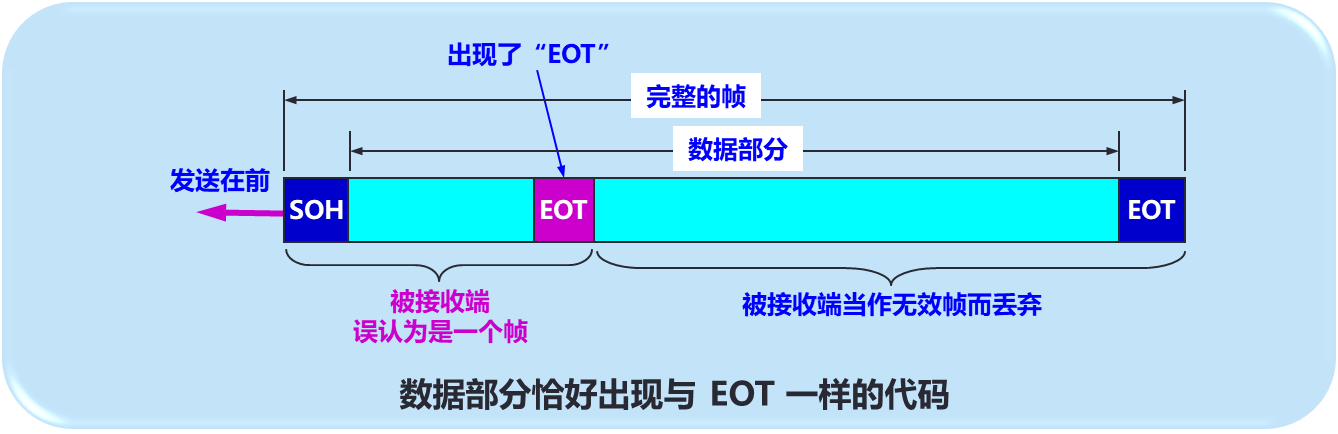 出现了“EOT”
完整的帧
数据部分
发送在前
SOH
EOT
EOT
被接收端
误认为是一个帧
被接收端当作无效帧而丢弃
数据部分恰好出现与 EOT 一样的代码